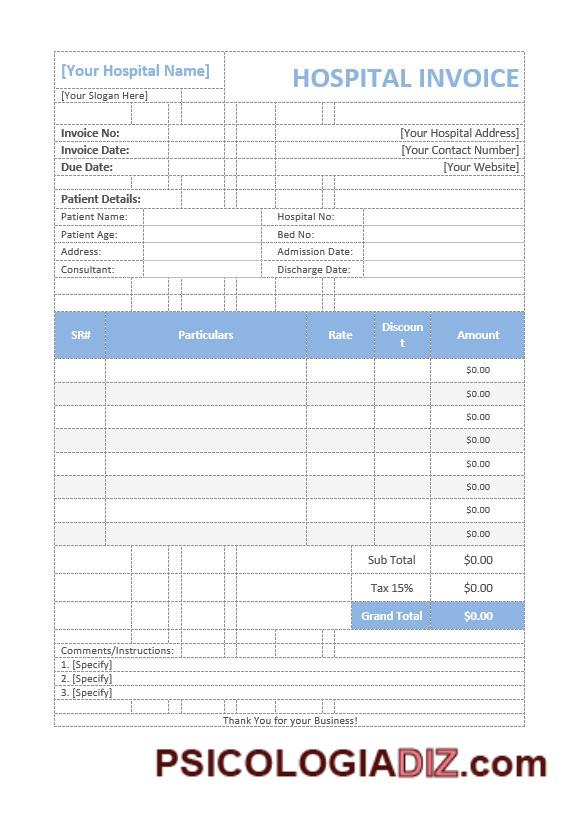 [Your Hospital Name]
HOSPITAL INVOICE
[Your Slogan Here]
Invoice No:
[Your Hospital Address]
Invoice Date:
[Your Contact Number]
Due Date:
[Your Website]
Patient Details:
Patient Name:
Hospital No:
Patient Age:
Bed No:
Address:
Admission Date:
Consultant:
Discharge Date:
SR#
Particulars
Rate
Discoun
t
Amount
$0.00
$0.00
$0.00
$0.00
$0.00
$0.00
$0.00
$0.00
Sub Total
$0.00
Tax 15%
$0.00
Grand Total
$0.00
Comments/Instructions:
1. [Specify]
2. [Specify]
3. [Specify]
Thank You for your Business!
PSICOLOGIADIZ.com